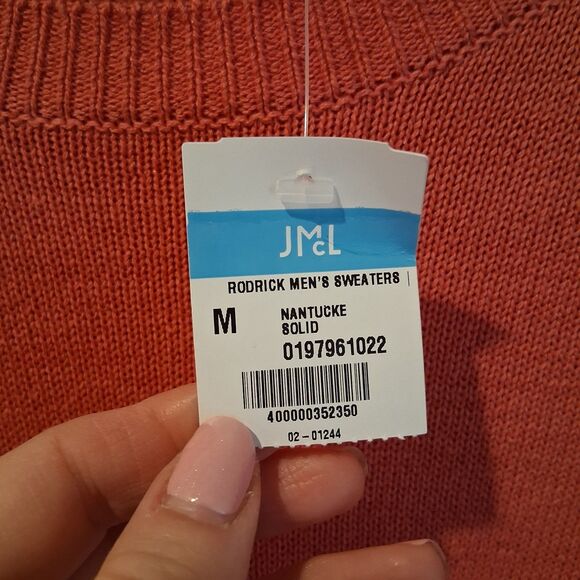 JMcL
RODRICK MEN'S SWEATERS |
M
NANTUCKE
SOLID
0197961022
400000352350
02-01244